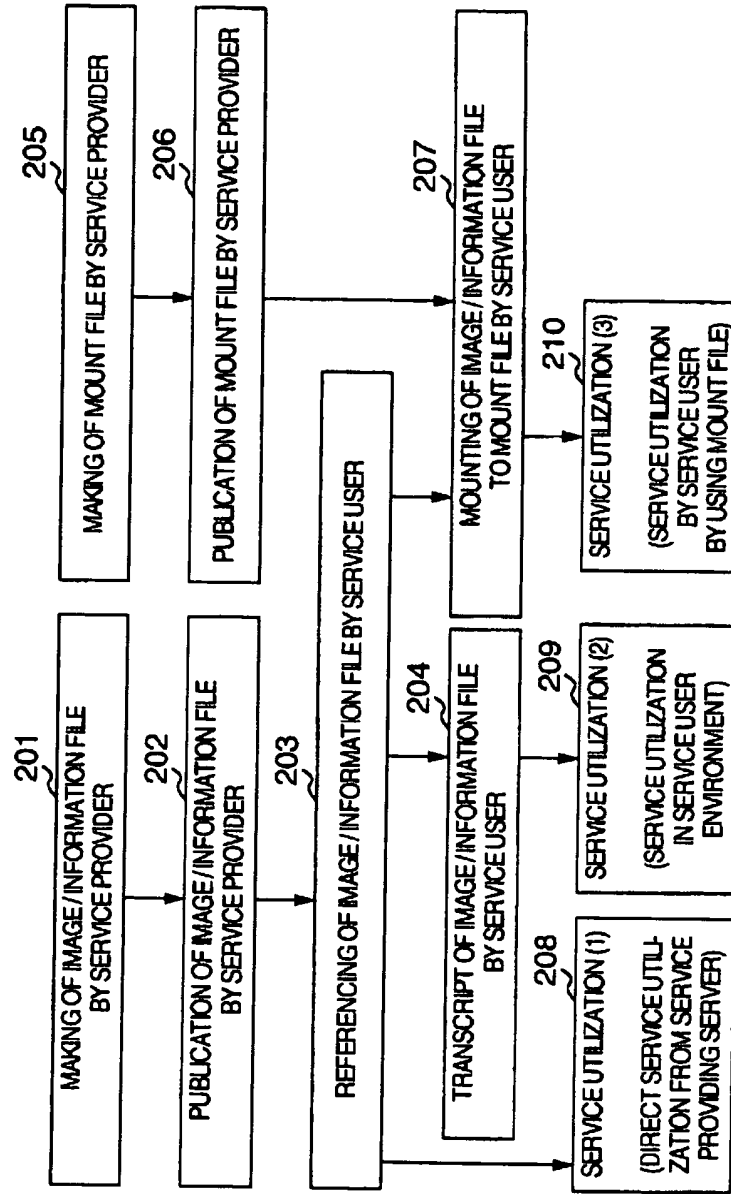 201
MAKING OF IMAGE/INFORMATION FILE
BY SERVICE PROVIDER
202
PUBLICATION OF IMAGE/INFORMATION FILE
BY SERVICE PROVIDER
203
REFERENCING OF IMAGE/INFORMATION FILE BY SERVICE USER
204
TRANSCRIPT OF IMAGE/INFORMATION FILE
BY SERVICE USER
205
MAKING OF MOUNT FILE BY SERVICE PROVIDER
206
PUBLICATION OF MOUNT FILE BY SERVICE PROVIDER
207
MOUNTING OF IMAGE/INFORMATION FILE
TO MOUNT FILE BY SERVICE USER
208
SERVICE UTILIZATION (1)
(DIRECT SERVICE UTILI-
ZATION FROM SERVICE
PROVIDING SERVER)
209
SERVICE UTILIZATION (2)
(SERVICE UTILIZATION
IN SERVICE USER
ENVIRONMENT)
210
SERVICE UTILIZATION (3)
(SERVICE UTILIZATION
BY SERVICE USER
BY USING MOUNT FILE)